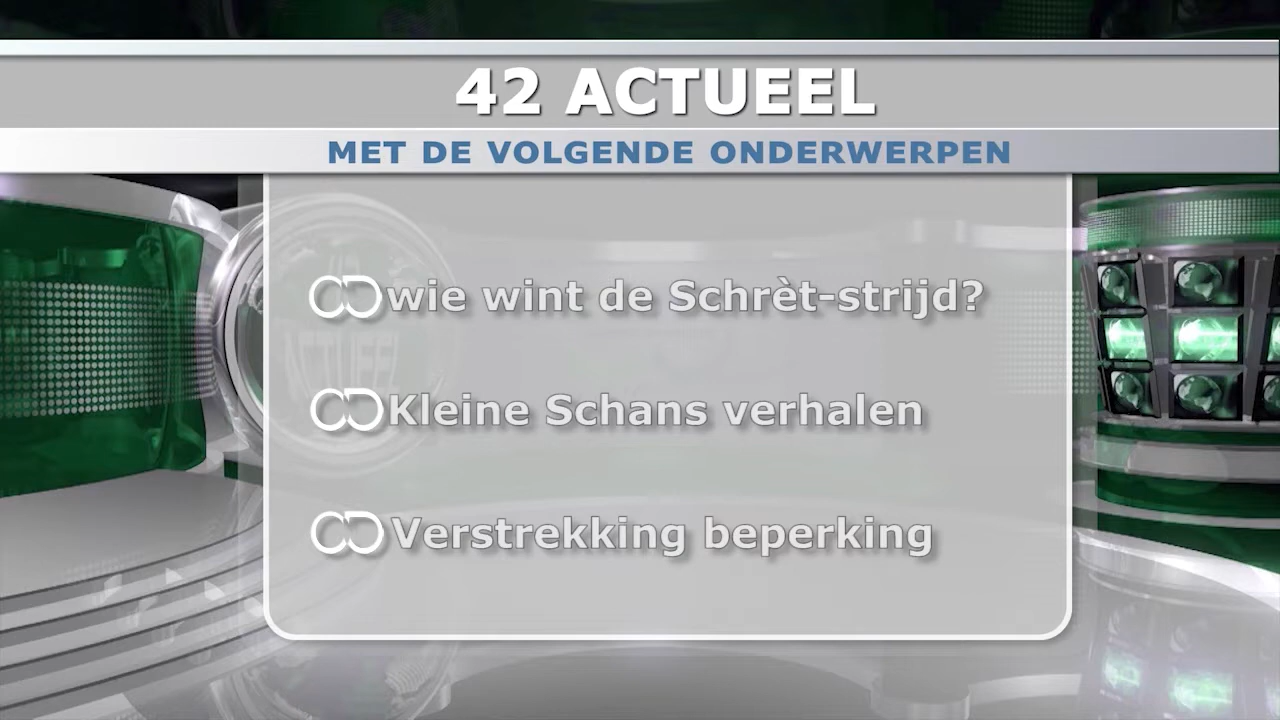 42 ACTUEEL
MET DE VOLGENDE ONDERWERPEN
wie wint de Schrèt-strijd?
Kleine Schans verhalen
Verstrekking beperking